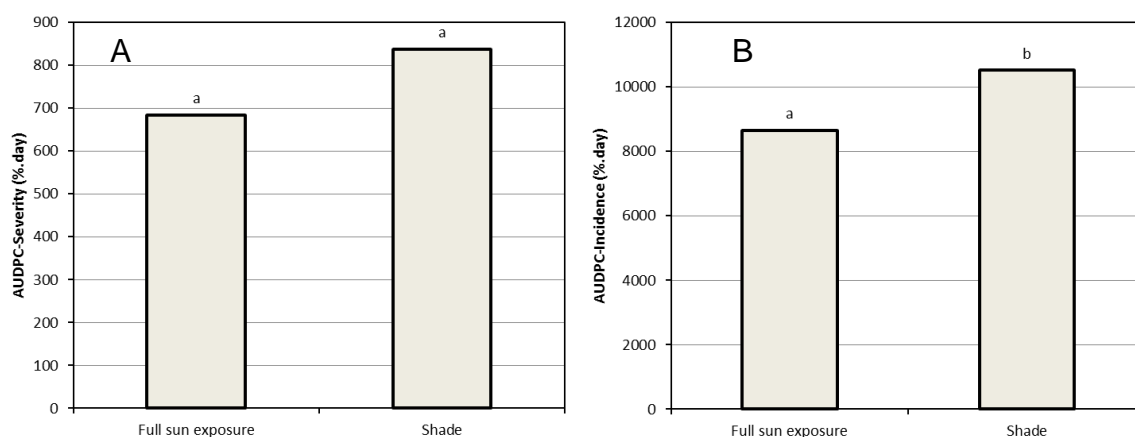 A
AUDPC-Severity (%.day)
900
800
700
600
500
400
300
200
100
0
a
a
Full sun exposure
Shade
B
AUDPC-Incidence (%.day)
12000
10000
8000
6000
4000
2000
0
a
b
Full sun exposure
Shade